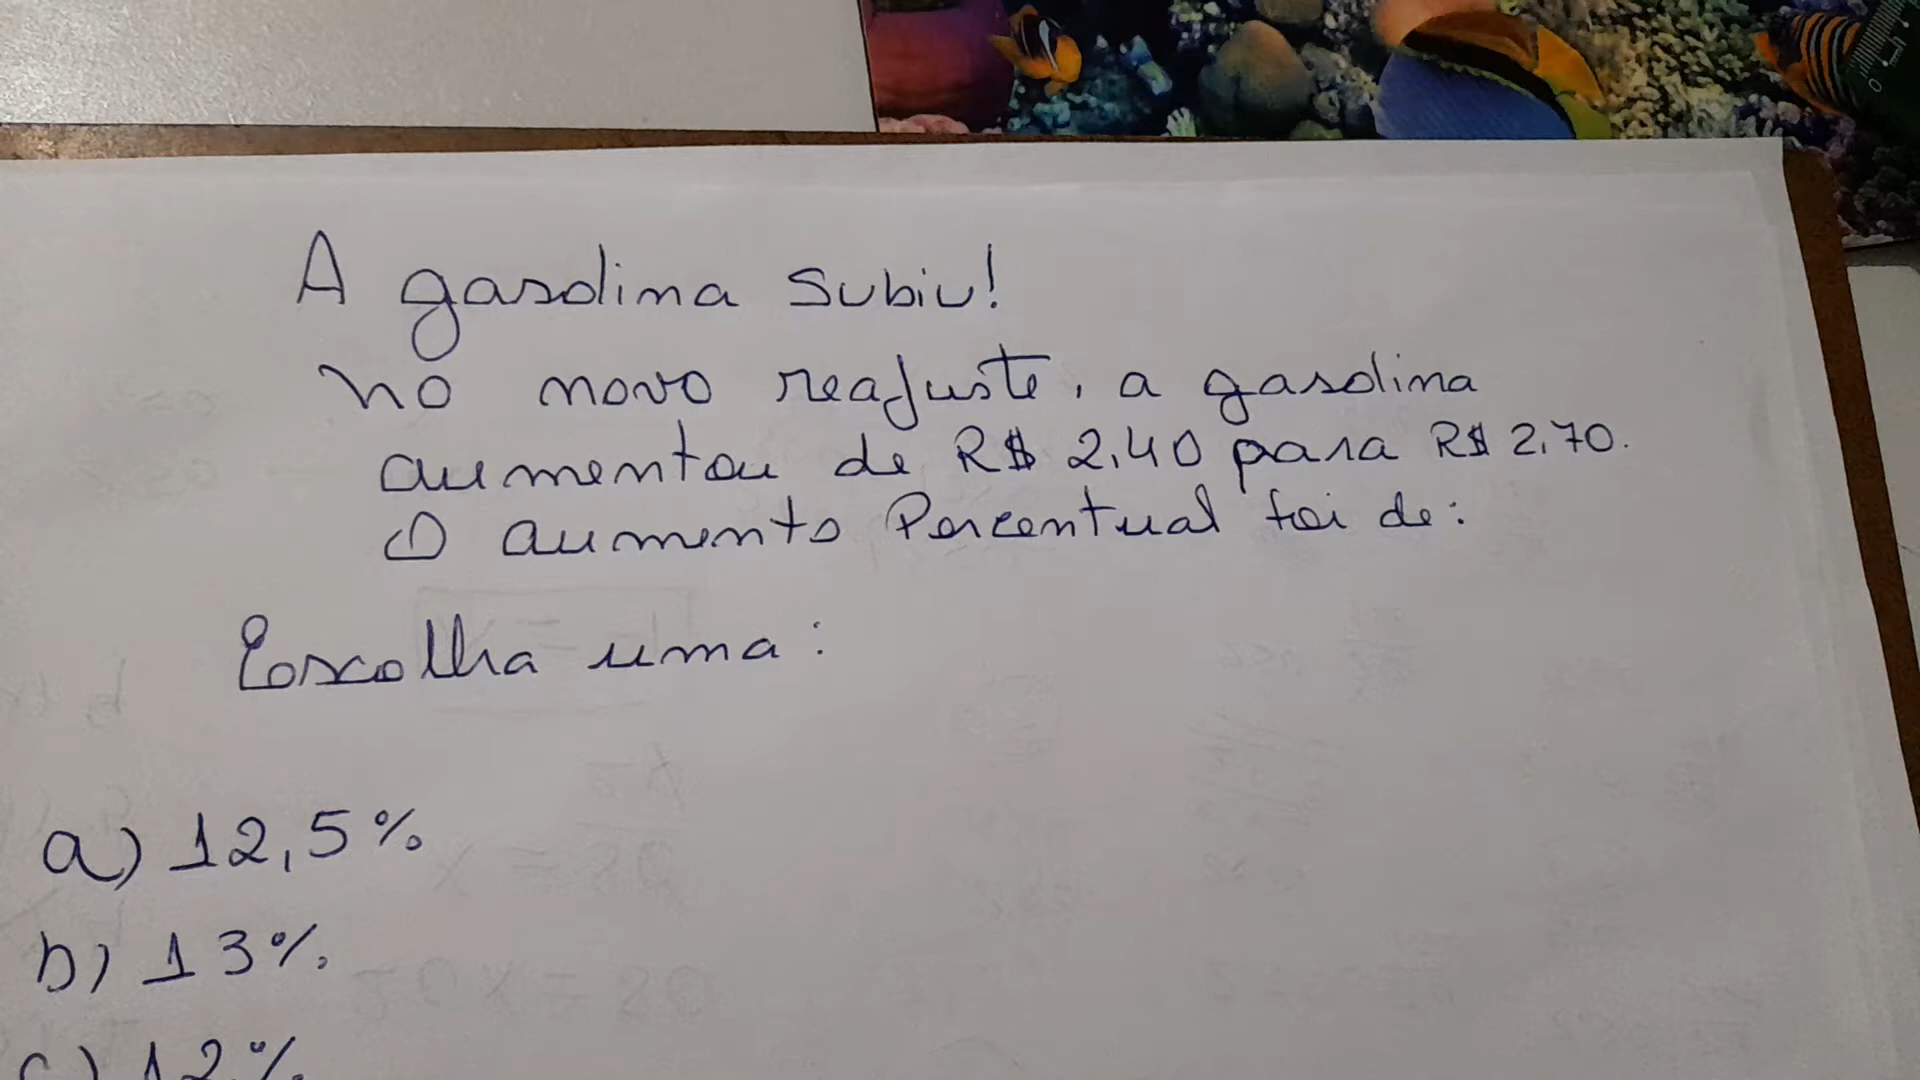 A gasolina subiu!
no novo reajuste, a gasolina
aumentou de R$ 2,40 para R$ 2,70.
O aumento Percentual foi de:
Escolha uma:
a) 12,5%
b) 13%
c) 12%